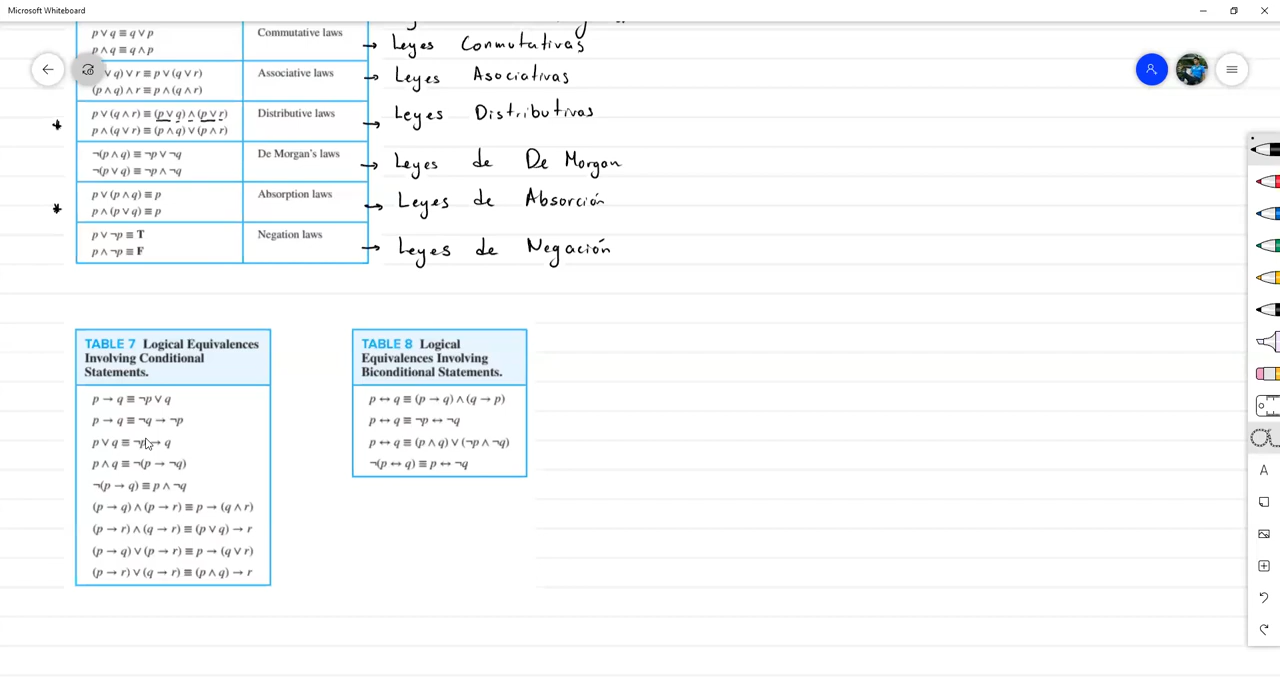 Microsoft Whiteboard
p ∨ q ≡ q ∨ p
p ∧ q ≡ q ∧ p
Commutative laws
→ Leyes Conmutativas
q) ∨ r ≡ p ∨ (q ∨ r)
(p ∧ q) ∧ r ≡ p ∧ (q ∧ r)
Associative laws
→ Leyes Asociativas
p ∨ (q ∧ r) ≡ (p ∨ q) ∧ (p ∨ r)
p ∧ (q ∨ r) ≡ (p ∧ q) ∨ (p ∧ r)
Distributive laws
→ Leyes Distributivas
¬(p ∧ q) ≡ ¬p ∨ ¬q
¬(p ∨ q) ≡ ¬p ∧ ¬q
De Morgan's laws
→ Leyes de De Morgan
p ∨ (p ∧ q) ≡ p
p ∧ (p ∨ q) ≡ p
Absorption laws
→ Leyes de Absorción
p ∨ ¬p ≡ T
p ∧ ¬p ≡ F
Negation laws
→ Leyes de Negación
TABLE 7 Logical Equivalences
Involving Conditional
Statements.
p → q ≡ ¬p ∨ q
p → q ≡ ¬q → ¬p
p ∨ q ≡ ¬p → q
p ∧ q ≡ ¬(p → ¬q)
¬(p → q) ≡ p ∧ ¬q
(p → q) ∧ (p → r) ≡ p → (q ∧ r)
(p → r) ∧ (q → r) ≡ (p ∨ q) → r
(p → q) ∨ (p → r) ≡ p → (q ∨ r)
(p → r) ∨ (q → r) ≡ (p ∧ q) → r
TABLE 8 Logical
Equivalences Involving
Biconditional Statements.
p ↔ q ≡ (p → q) ∧ (q → p)
p ↔ q ≡ ¬p ↔ ¬q
p ↔ q ≡ (p ∧ q) ∨ (¬p ∧ ¬q)
¬(p ↔ q) ≡ p ↔ ¬q